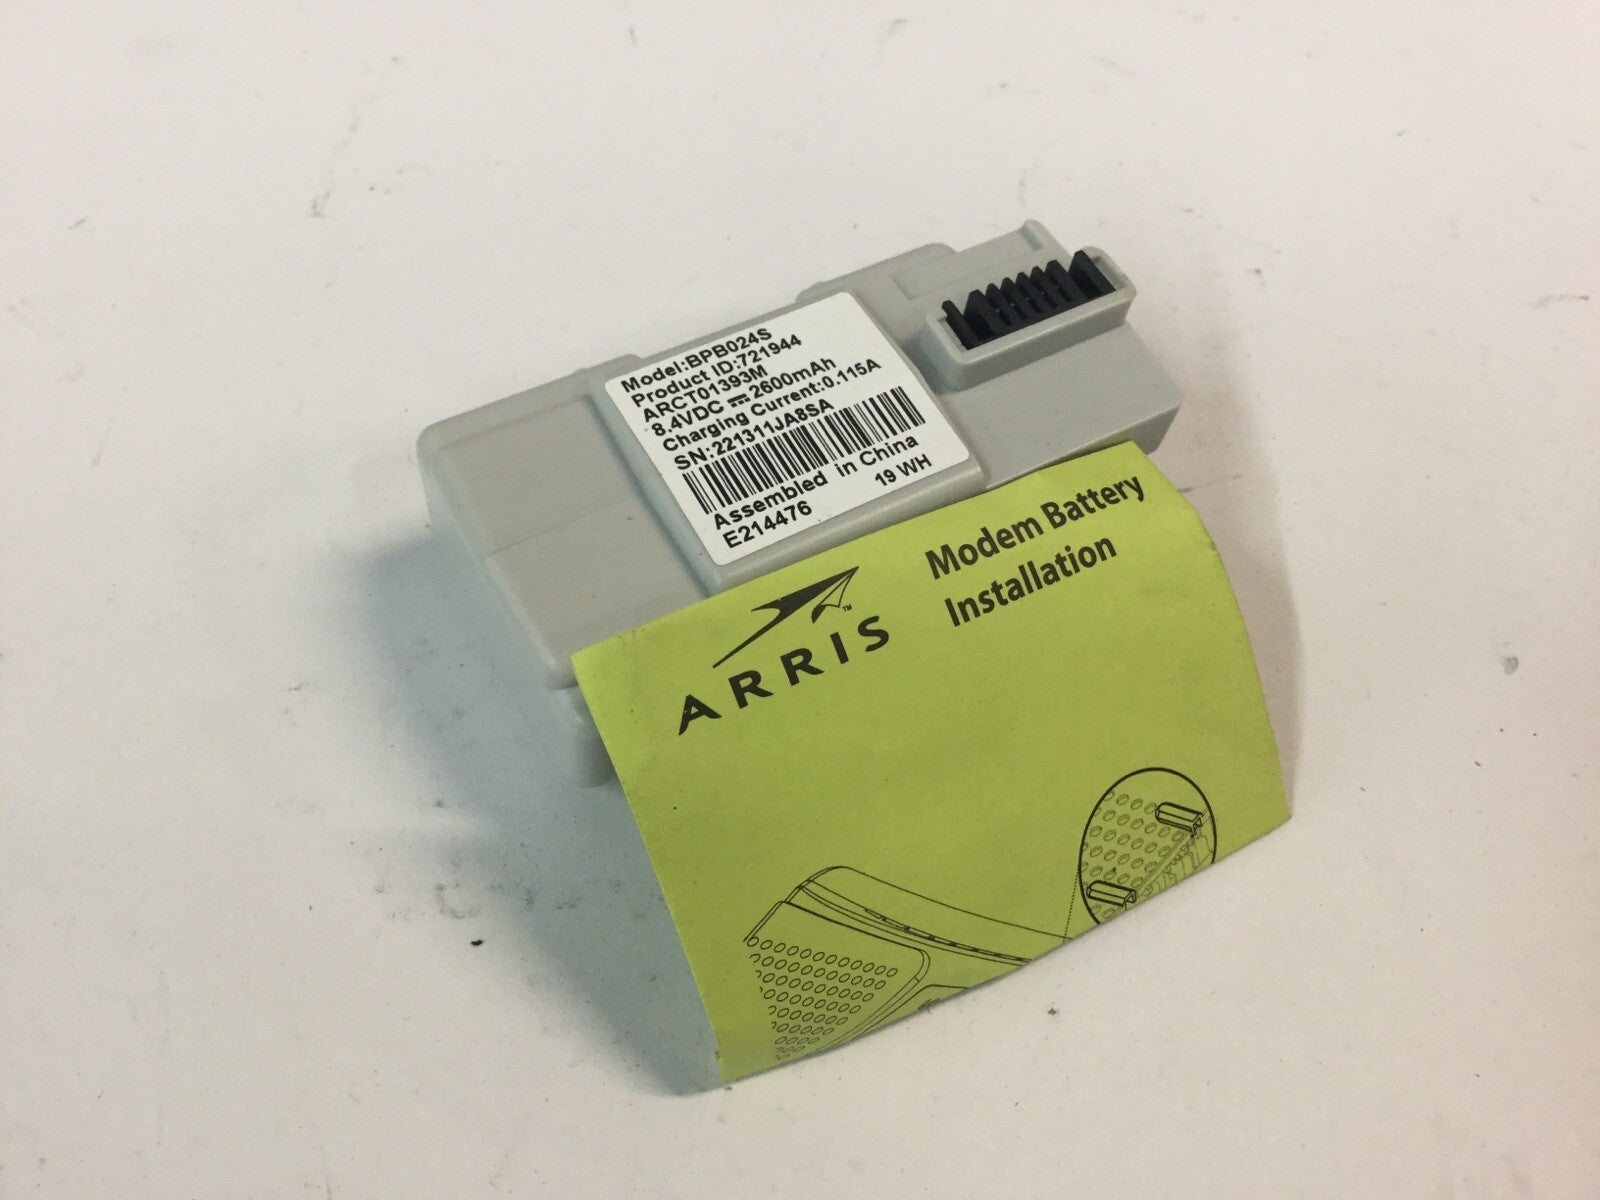 Model:BPB024S
Product ID:721944
ARCT01393M
8.4VDC ⎓ 2600mAh
Charging Current:0.115A
SN:221311JA8SA
Assembled in China
E214476 19 WH
ARRIS™
Modem Battery
Installation